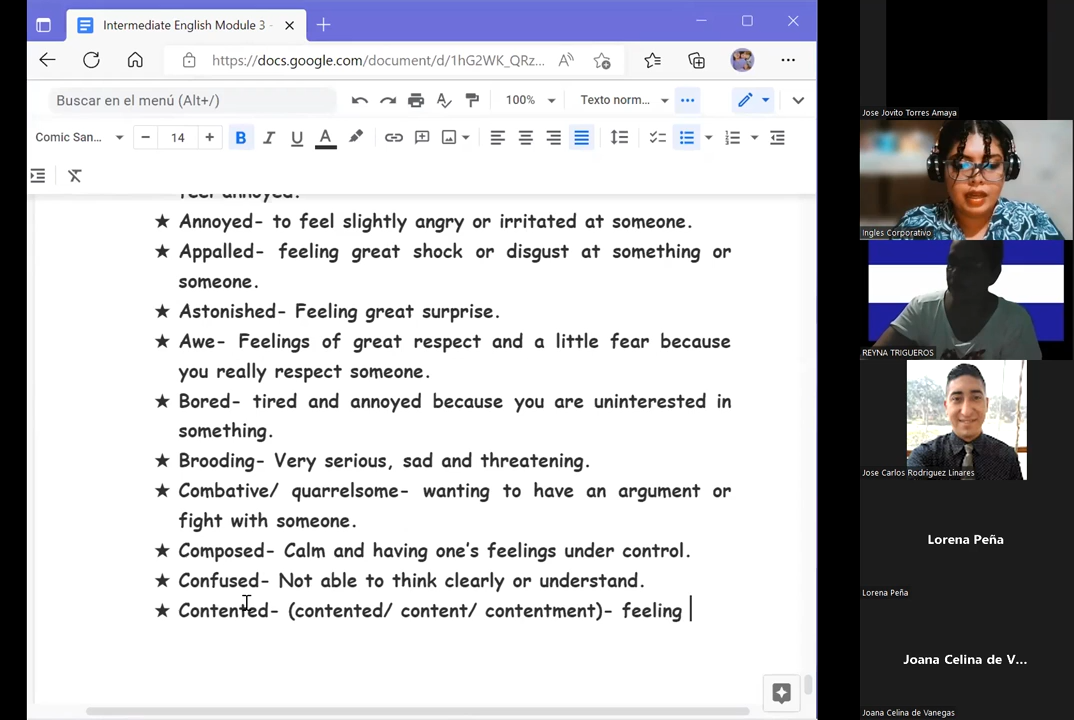 Intermediate English Module 3 -
https://docs.google.com/document/d/1hG2WK_QRz...
Buscar en el menú (Alt+/)
100%
Texto norm...
Comic San...
14
feel annoyed.
★ Annoyed- to feel slightly angry or irritated at someone.
★ Appalled- feeling great shock or disgust at something or
someone.
★ Astonished- Feeling great surprise.
★ Awe- Feelings of great respect and a little fear because
you really respect someone.
★ Bored- tired and annoyed because you are uninterested in
something.
★ Brooding- Very serious, sad and threatening.
★ Combative/ quarrelsome- wanting to have an argument or
fight with someone.
★ Composed- Calm and having one's feelings under control.
★ Confused- Not able to think clearly or understand.
★ Contented- (contented/ content/ contentment)- feeling
Jose Jovito Torres Amaya
Ingles Corporativo
REYNA TRIGUEROS
Jose Carlos Rodriguez Linares
Lorena Peña
Lorena Peña
Joana Celina de V...
Joana Celina de Vanegas